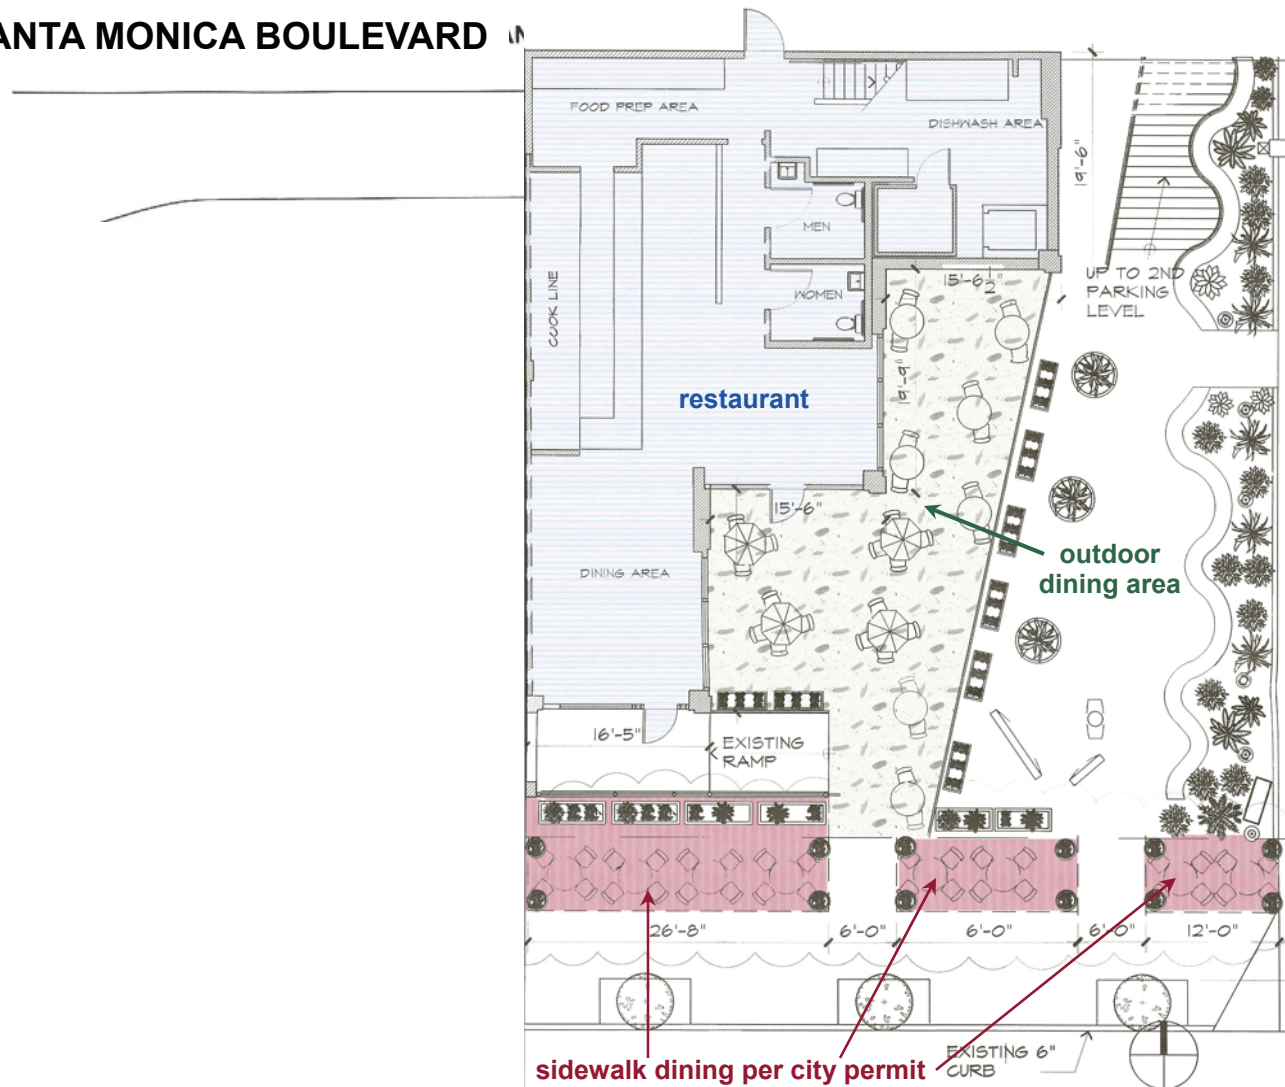 ANTA MONICA BOULEVARD
FOOD PREP AREA
DISHWASH AREA
19'-6"
MEN
WOMEN
COOK LINE
15'-6½"
UP TO 2ND
PARKING
LEVEL
restaurant
19'-9"
15'-6"
outdoor
dining area
DINING AREA
16'-5"
EXISTING
RAMP
26'-8"
6'-0"
6'-0"
6'-0"
12'-0"
sidewalk dining per city permit
EXISTING 6"
CURB